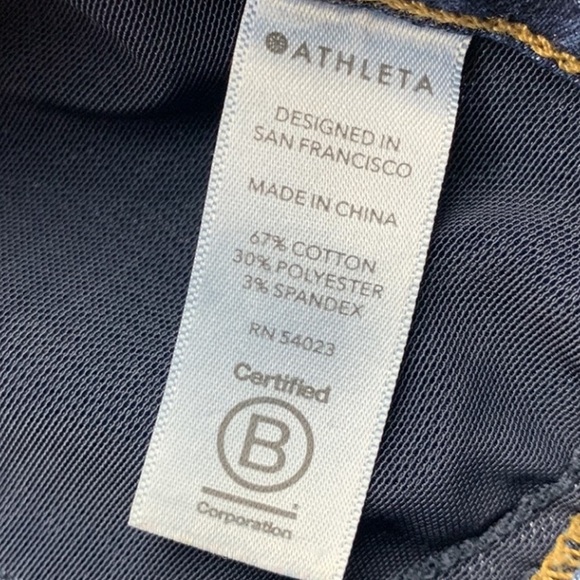 ATHLETA
DESIGNED IN
SAN FRANCISCO
MADE IN CHINA
67% COTTON
30% POLYESTER
3% SPANDEX
RN 54023
Certified
B
Corporation